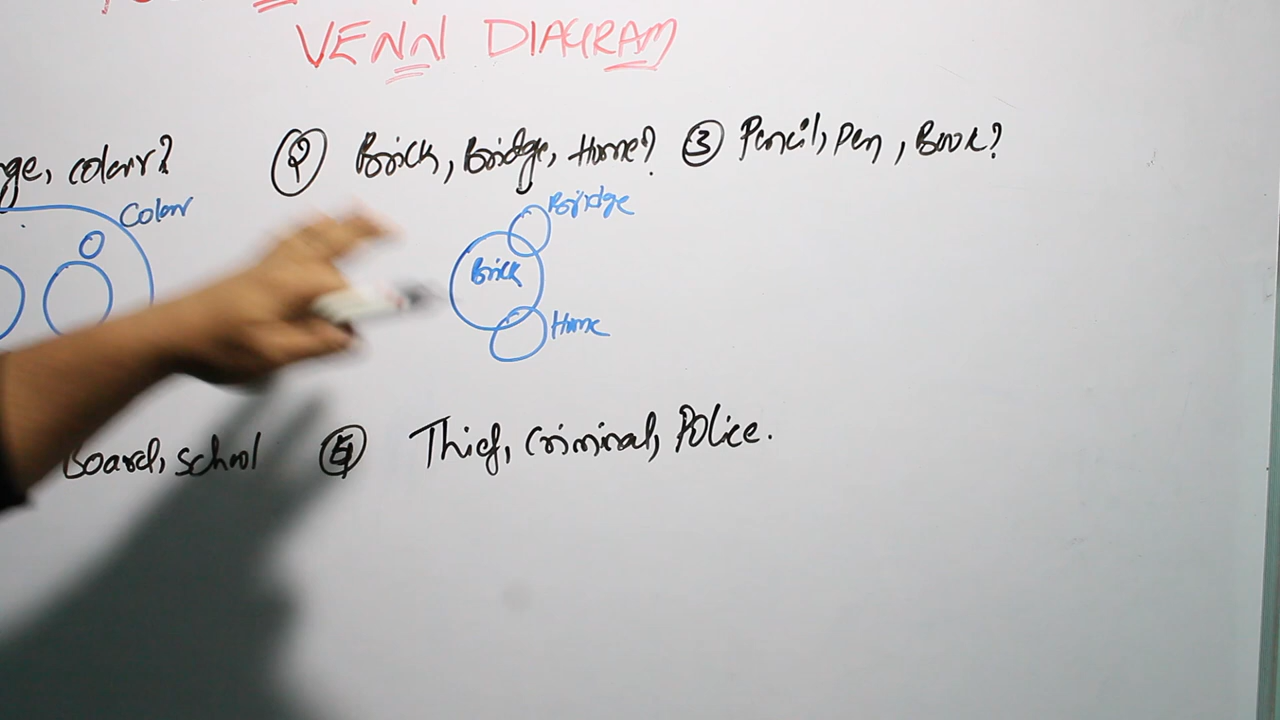 VENN DIAGRAM
nge, colour? ② Brick, Bridge, Home? ③ Pencil, Pen, Book?
Colour
Bridge
Brick
Home
Board, School ⑤ Thief, Criminal, Police.